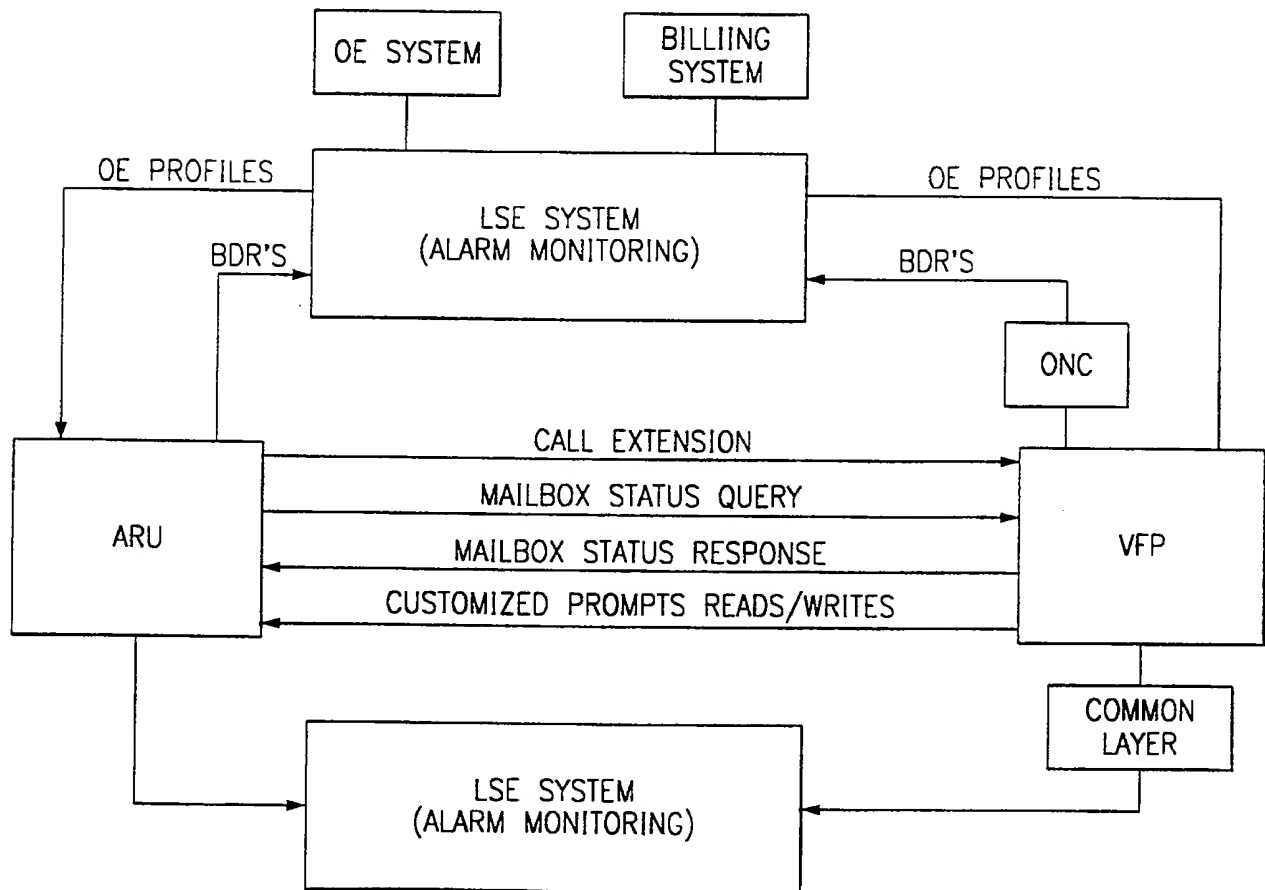 OE SYSTEM
BILLIING
SYSTEM
OE PROFILES
OE PROFILES
LSE SYSTEM
(ALARM MONITORING)
BDR'S
BDR'S
ONC
CALL EXTENSION
MAILBOX STATUS QUERY
ARU
VFP
MAILBOX STATUS RESPONSE
CUSTOMIZED PROMPTS READS/WRITES
COMMON
LAYER
LSE SYSTEM
(ALARM MONITORING)